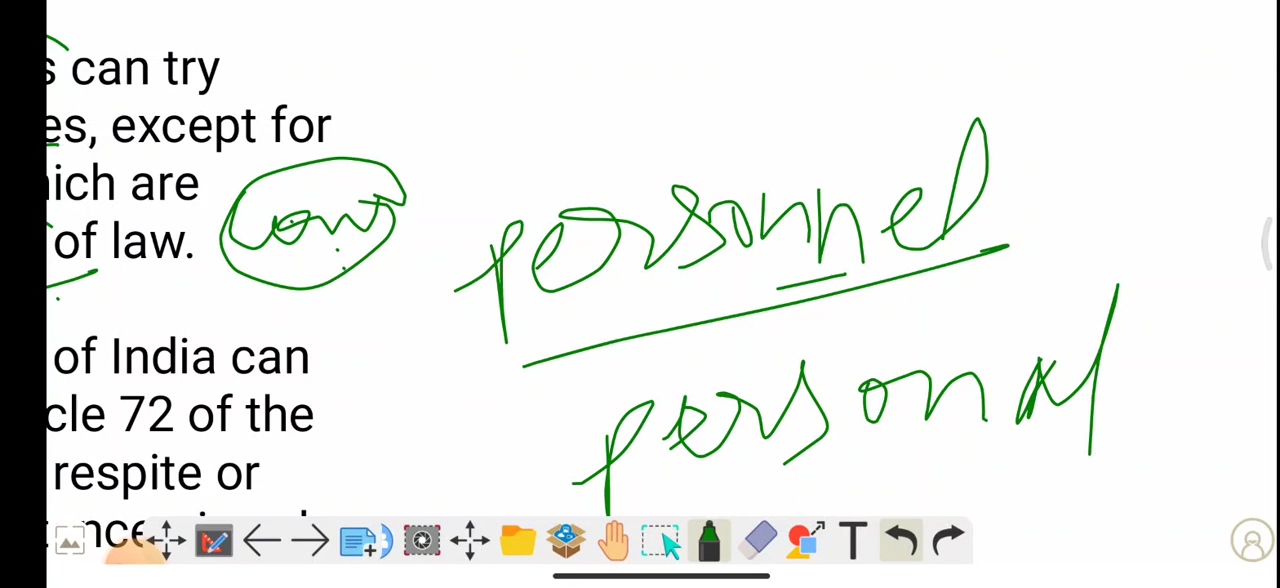 s can try
es, except for
ich are
of law.
personnel
personal
of India can
cle 72 of the
respite or
T